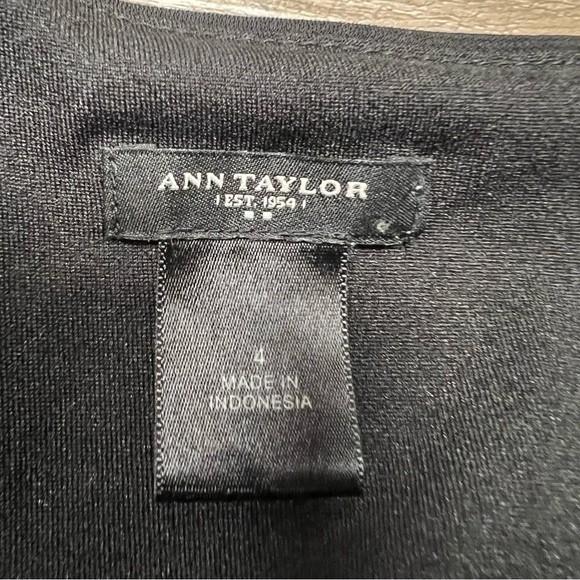 ANN TAYLOR
EST. 1954
4
MADE IN
INDONESIA